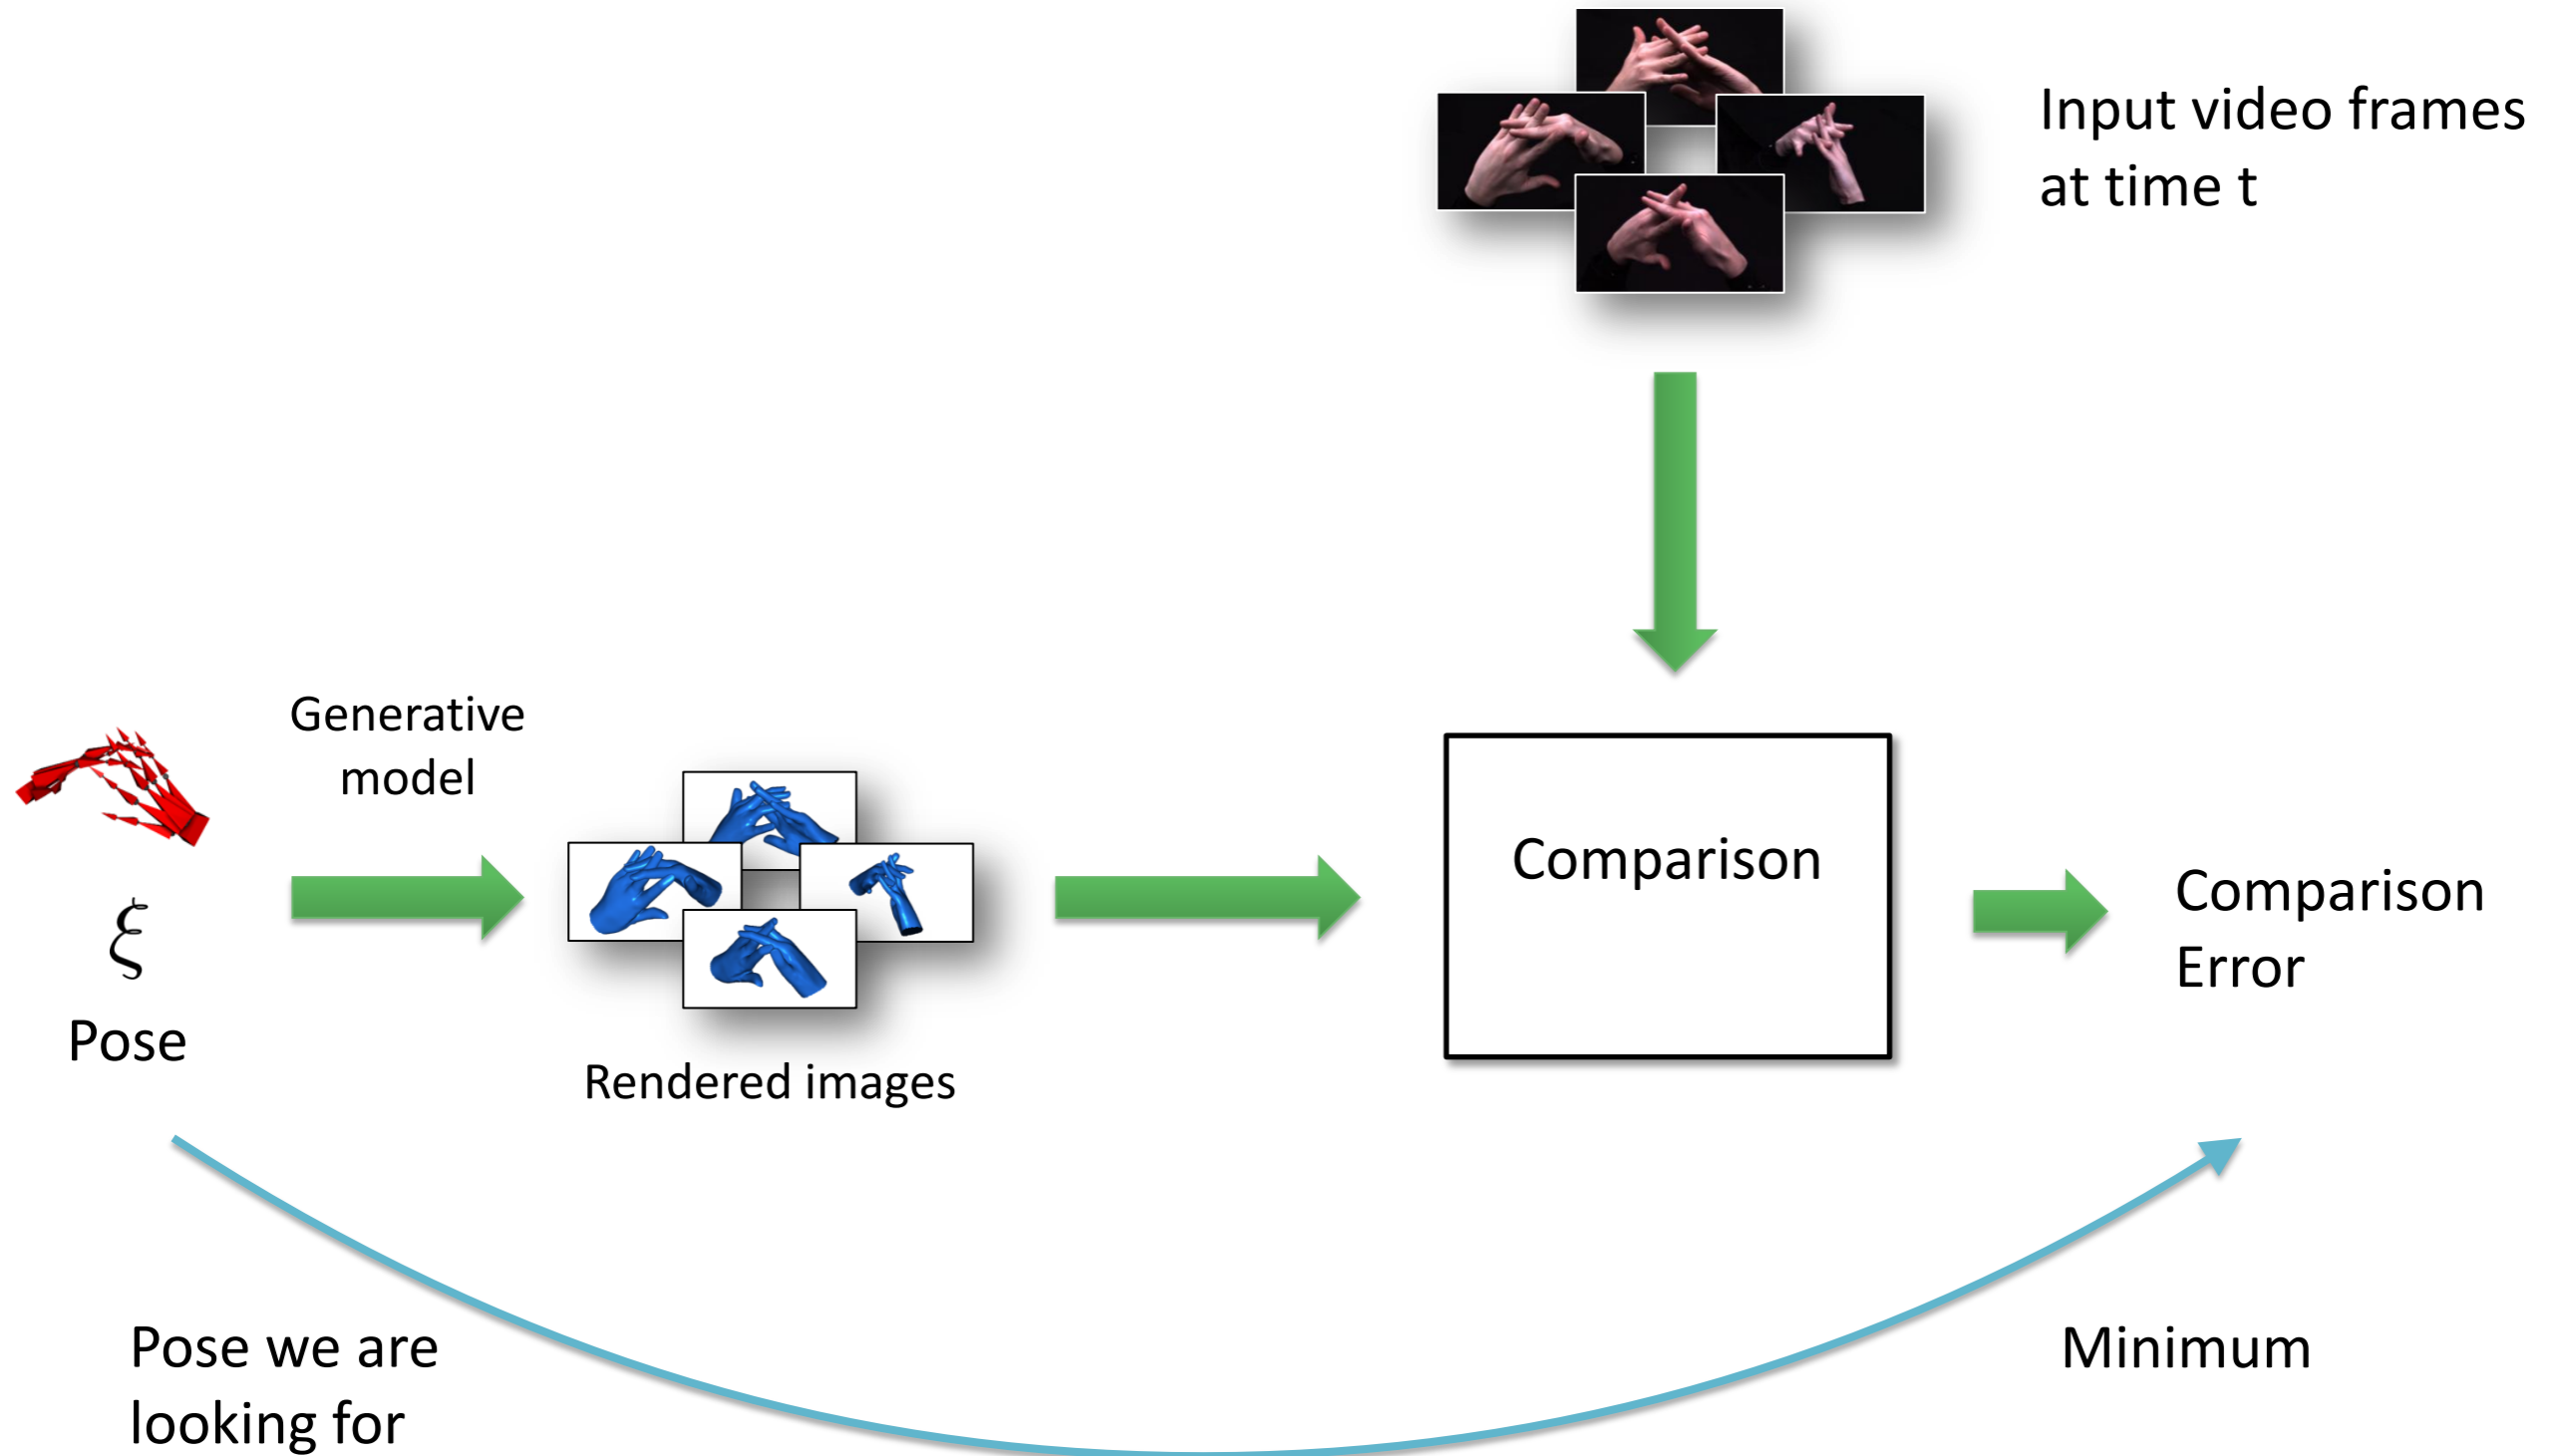 Input video frames
at time t
Generative
model
Comparison
Comparison
Error
ξ
Pose
Rendered images
Pose we are
looking for
Minimum